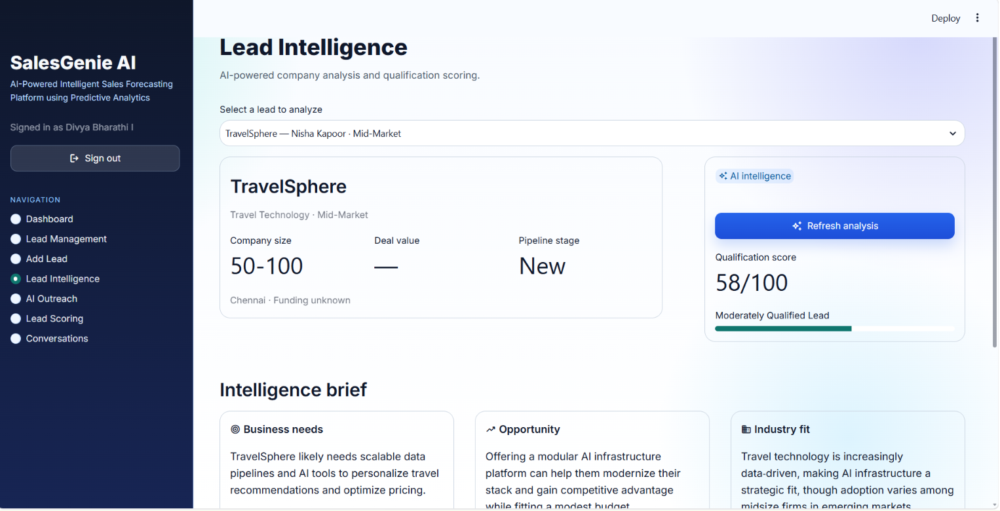 Deploy
SalesGenie AI
AI-Powered Intelligent Sales Forecasting
Platform using Predictive Analytics
Signed in as Divya Bharathi I
Sign out
NAVIGATION
Dashboard
Lead Management
Add Lead
Lead Intelligence
AI Outreach
Lead Scoring
Conversations
Lead Intelligence
AI-powered company analysis and qualification scoring.
Select a lead to analyze
TravelSphere — Nisha Kapoor · Mid-Market
TravelSphere
Travel Technology · Mid-Market
Company size
50-100
Deal value
—
Pipeline stage
New
Chennai · Funding unknown
AI intelligence
Refresh analysis
Qualification score
58/100
Moderately Qualified Lead
Intelligence brief
Business needs
TravelSphere likely needs scalable data
pipelines and AI tools to personalize travel
recommendations and optimize pricing.
Opportunity
Offering a modular AI infrastructure
platform can help them modernize their
stack and gain competitive advantage
while fitting a modest budget.
Industry fit
Travel technology is increasingly
data-driven, making AI infrastructure a
strategic fit, though adoption varies among
midsize firms in emerging markets.